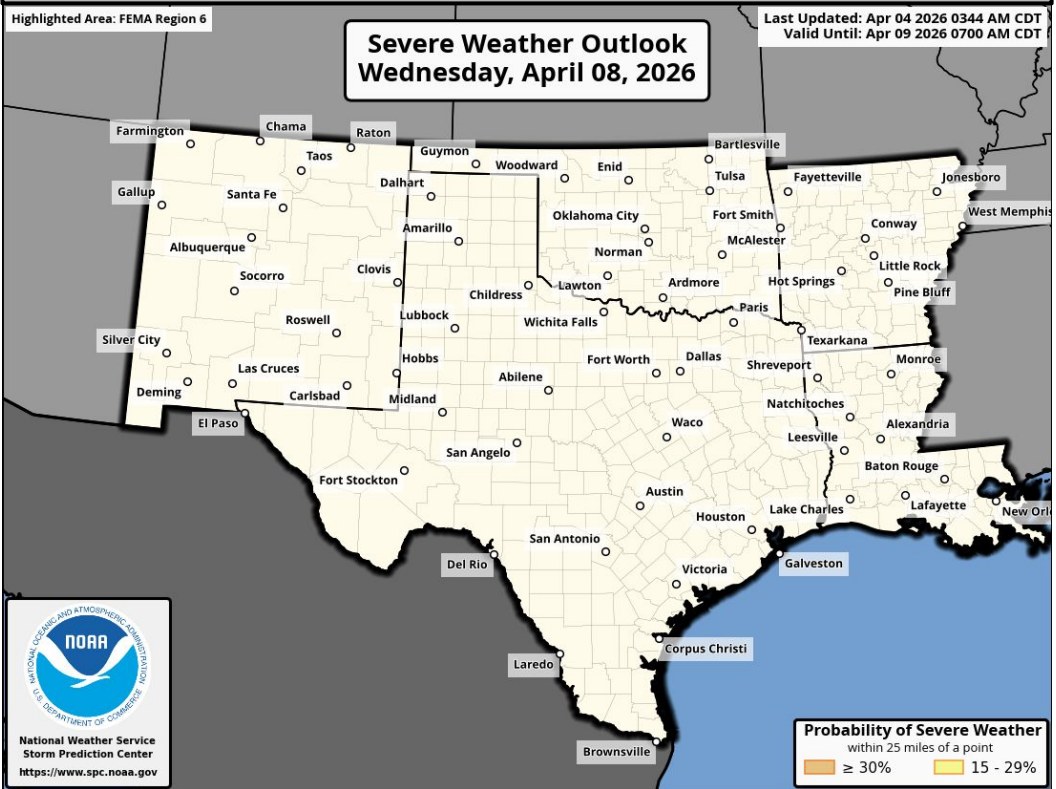 Highlighted Area: FEMA Region 6
Severe Weather Outlook
Wednesday, April 08, 2026
Last Updated: Apr 04 2026 0344 AM CDT
Valid Until: Apr 09 2026 0700 AM CDT
Farmington
Chama
Raton
Taos
Guymon
Woodward
Enid
Bartlesville
Tulsa
Fayetteville
Jonesboro
Gallup
Santa Fe
Dalhart
Amarillo
Oklahoma City
Fort Smith
West Memphis
Albuquerque
Norman
McAlester
Conway
Socorro
Clovis
Childress
Lawton
Ardmore
Hot Springs
Little Rock
Pine Bluff
Roswell
Lubbock
Wichita Falls
Paris
Texarkana
Silver City
Hobbs
Fort Worth
Dallas
Shreveport
Monroe
Deming
Las Cruces
Carlsbad
Midland
Abilene
Natchitoches
El Paso
Waco
Leesville
Alexandria
San Angelo
Fort Stockton
Baton Rouge
Austin
Houston
Lake Charles
Lafayette
New Orl
San Antonio
Del Rio
Victoria
Galveston
Laredo
Corpus Christi
Brownsville
NATIONAL OCEANIC AND ATMOSPHERIC ADMINISTRATION
NOAA
U.S. DEPARTMENT OF COMMERCE
National Weather Service
Storm Prediction Center
https://www.spc.noaa.gov
Probability of Severe Weather
within 25 miles of a point
≥ 30%
15 - 29%